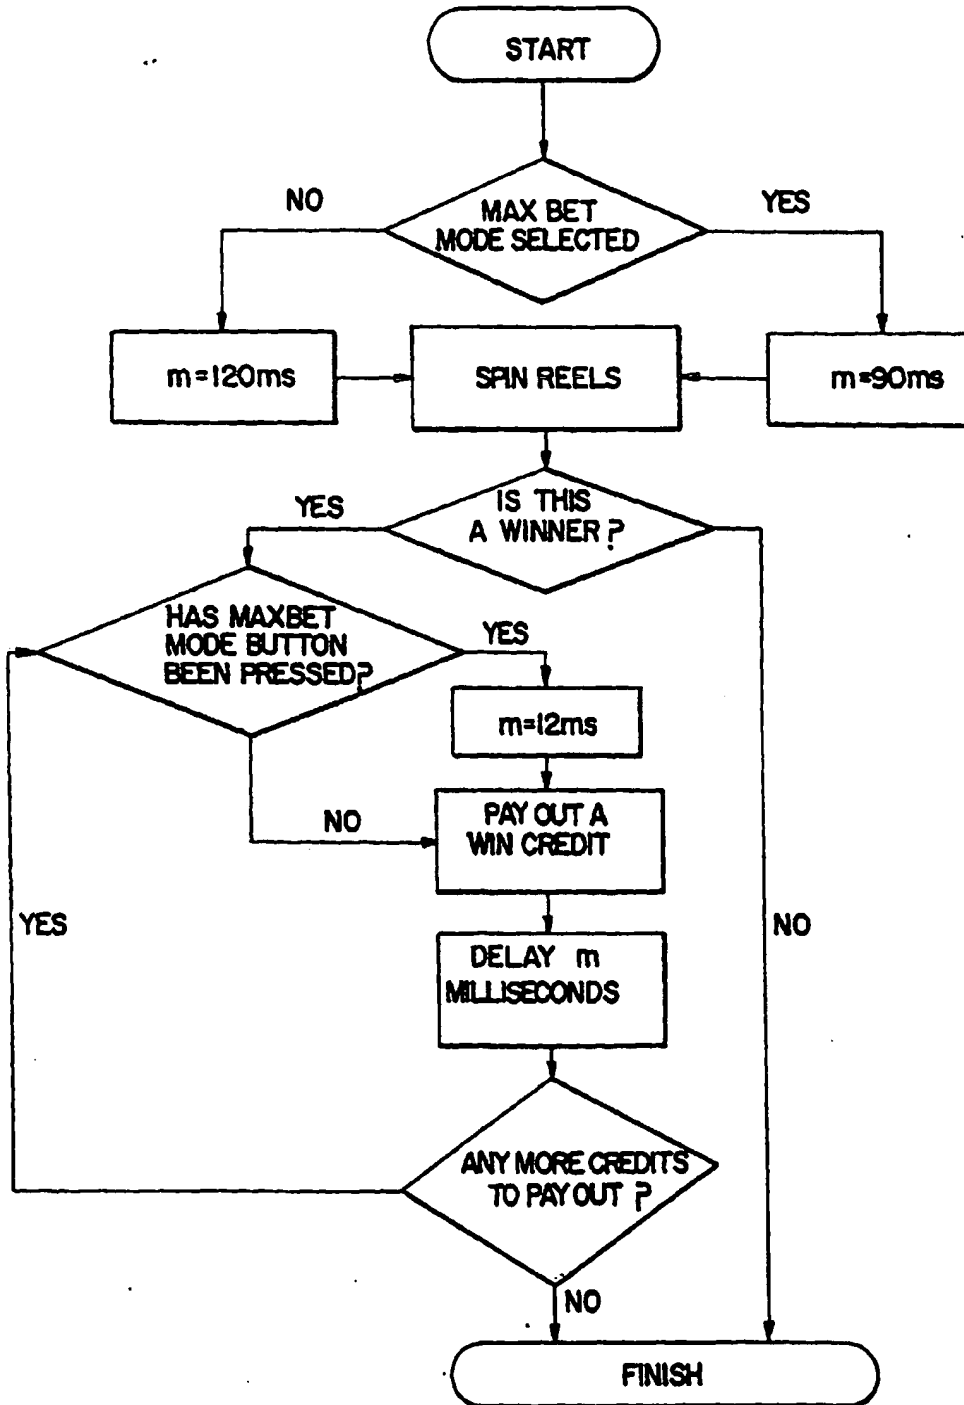 START
NO
YES
MAX BET
MODE SELECTED
m=120ms
SPIN REELS
m=90ms
YES
IS THIS
A WINNER?
HAS MAXBET
MODE BUTTON
BEEN PRESSED?
YES
m=12ms
NO
PAY OUT A
WIN CREDIT
YES
NO
DELAY m
MILLISECONDS
ANY MORE CREDITS
TO PAY OUT ?
NO
FINISH